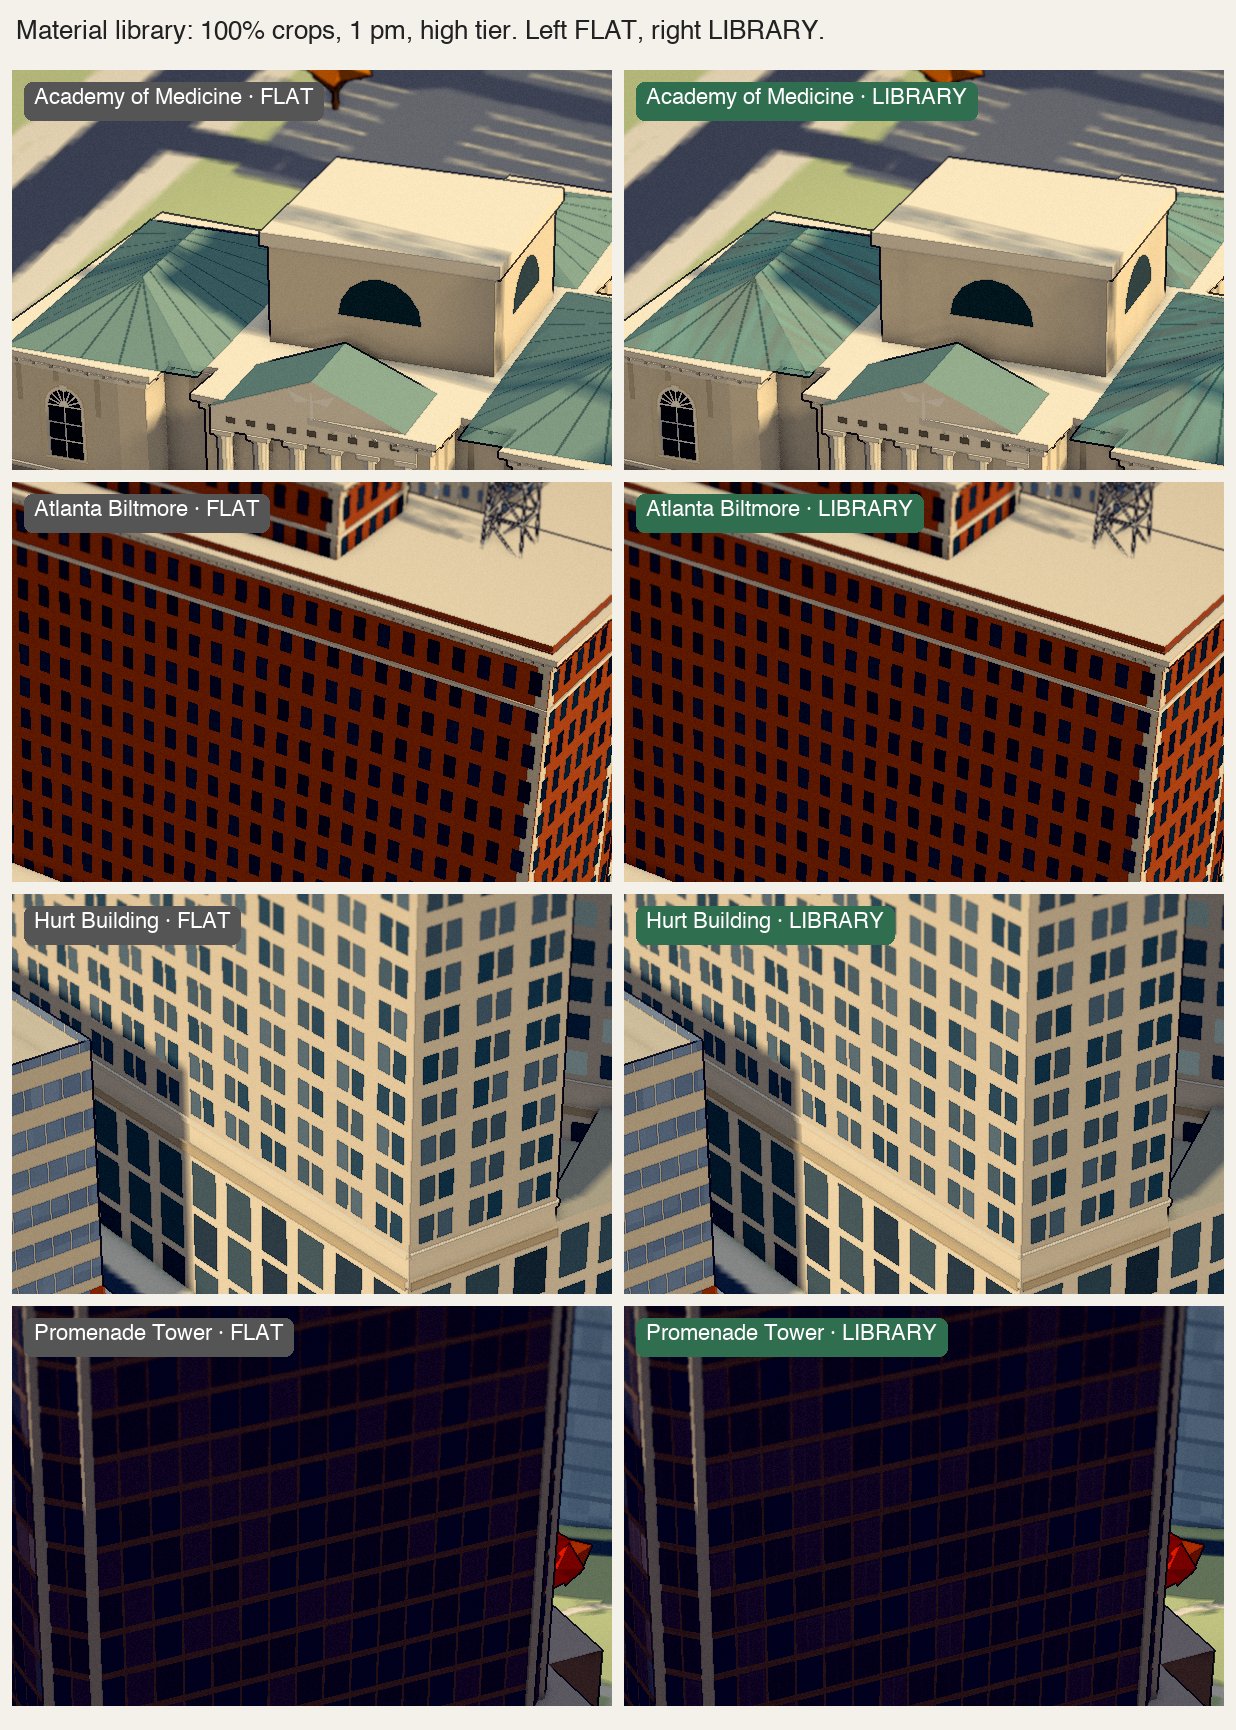 Material library: 100% crops, 1 pm, high tier. Left FLAT, right LIBRARY.
Academy of Medicine · FLAT
Academy of Medicine · LIBRARY
Atlanta Biltmore · FLAT
Atlanta Biltmore · LIBRARY
Hurt Building · FLAT
Hurt Building · LIBRARY
Promenade Tower · FLAT
Promenade Tower · LIBRARY